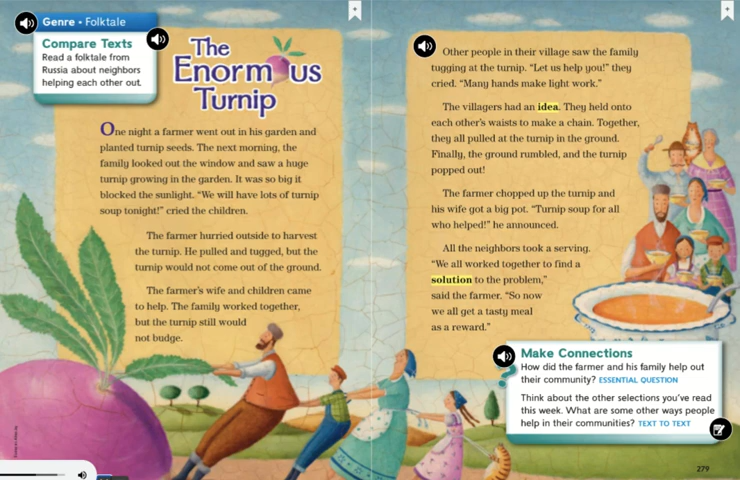 Genre • Folktale
Compare Texts
Read a folktale from
Russia about neighbors
helping each other out.
The
Enormous
Turnip
One night a farmer went out in his garden and
planted turnip seeds. The next morning, the
family looked out the window and saw a huge
turnip growing in the garden. It was so big it
blocked the sunlight. “We will have lots of turnip
soup tonight!” cried the children.
The farmer hurried outside to harvest
the turnip. He pulled and tugged, but the
turnip would not come out of the ground.
The farmer’s wife and children came
to help. The family worked together,
but the turnip still would
not budge.
Other people in their village saw the family
tugging at the turnip. “Let us help you!” they
cried. “Many hands make light work.”
The villagers had an idea. They held onto
each other’s waists to make a chain. Together,
they all pulled at the turnip in the ground.
Finally, the ground rumbled, and the turnip
popped out!
The farmer chopped up the turnip and
his wife got a big pot. “Turnip soup for all
who helped!” he announced.
All the neighbors took a serving.
“We all worked together to find a
solution to the problem,”
said the farmer. “So now
we all get a tasty meal
as a reward.”
Make Connections
How did the farmer and his family help out
their community? ESSENTIAL QUESTION
Think about the other selections you’ve read
this week. What are some other ways people
help in their communities? TEXT TO TEXT
279